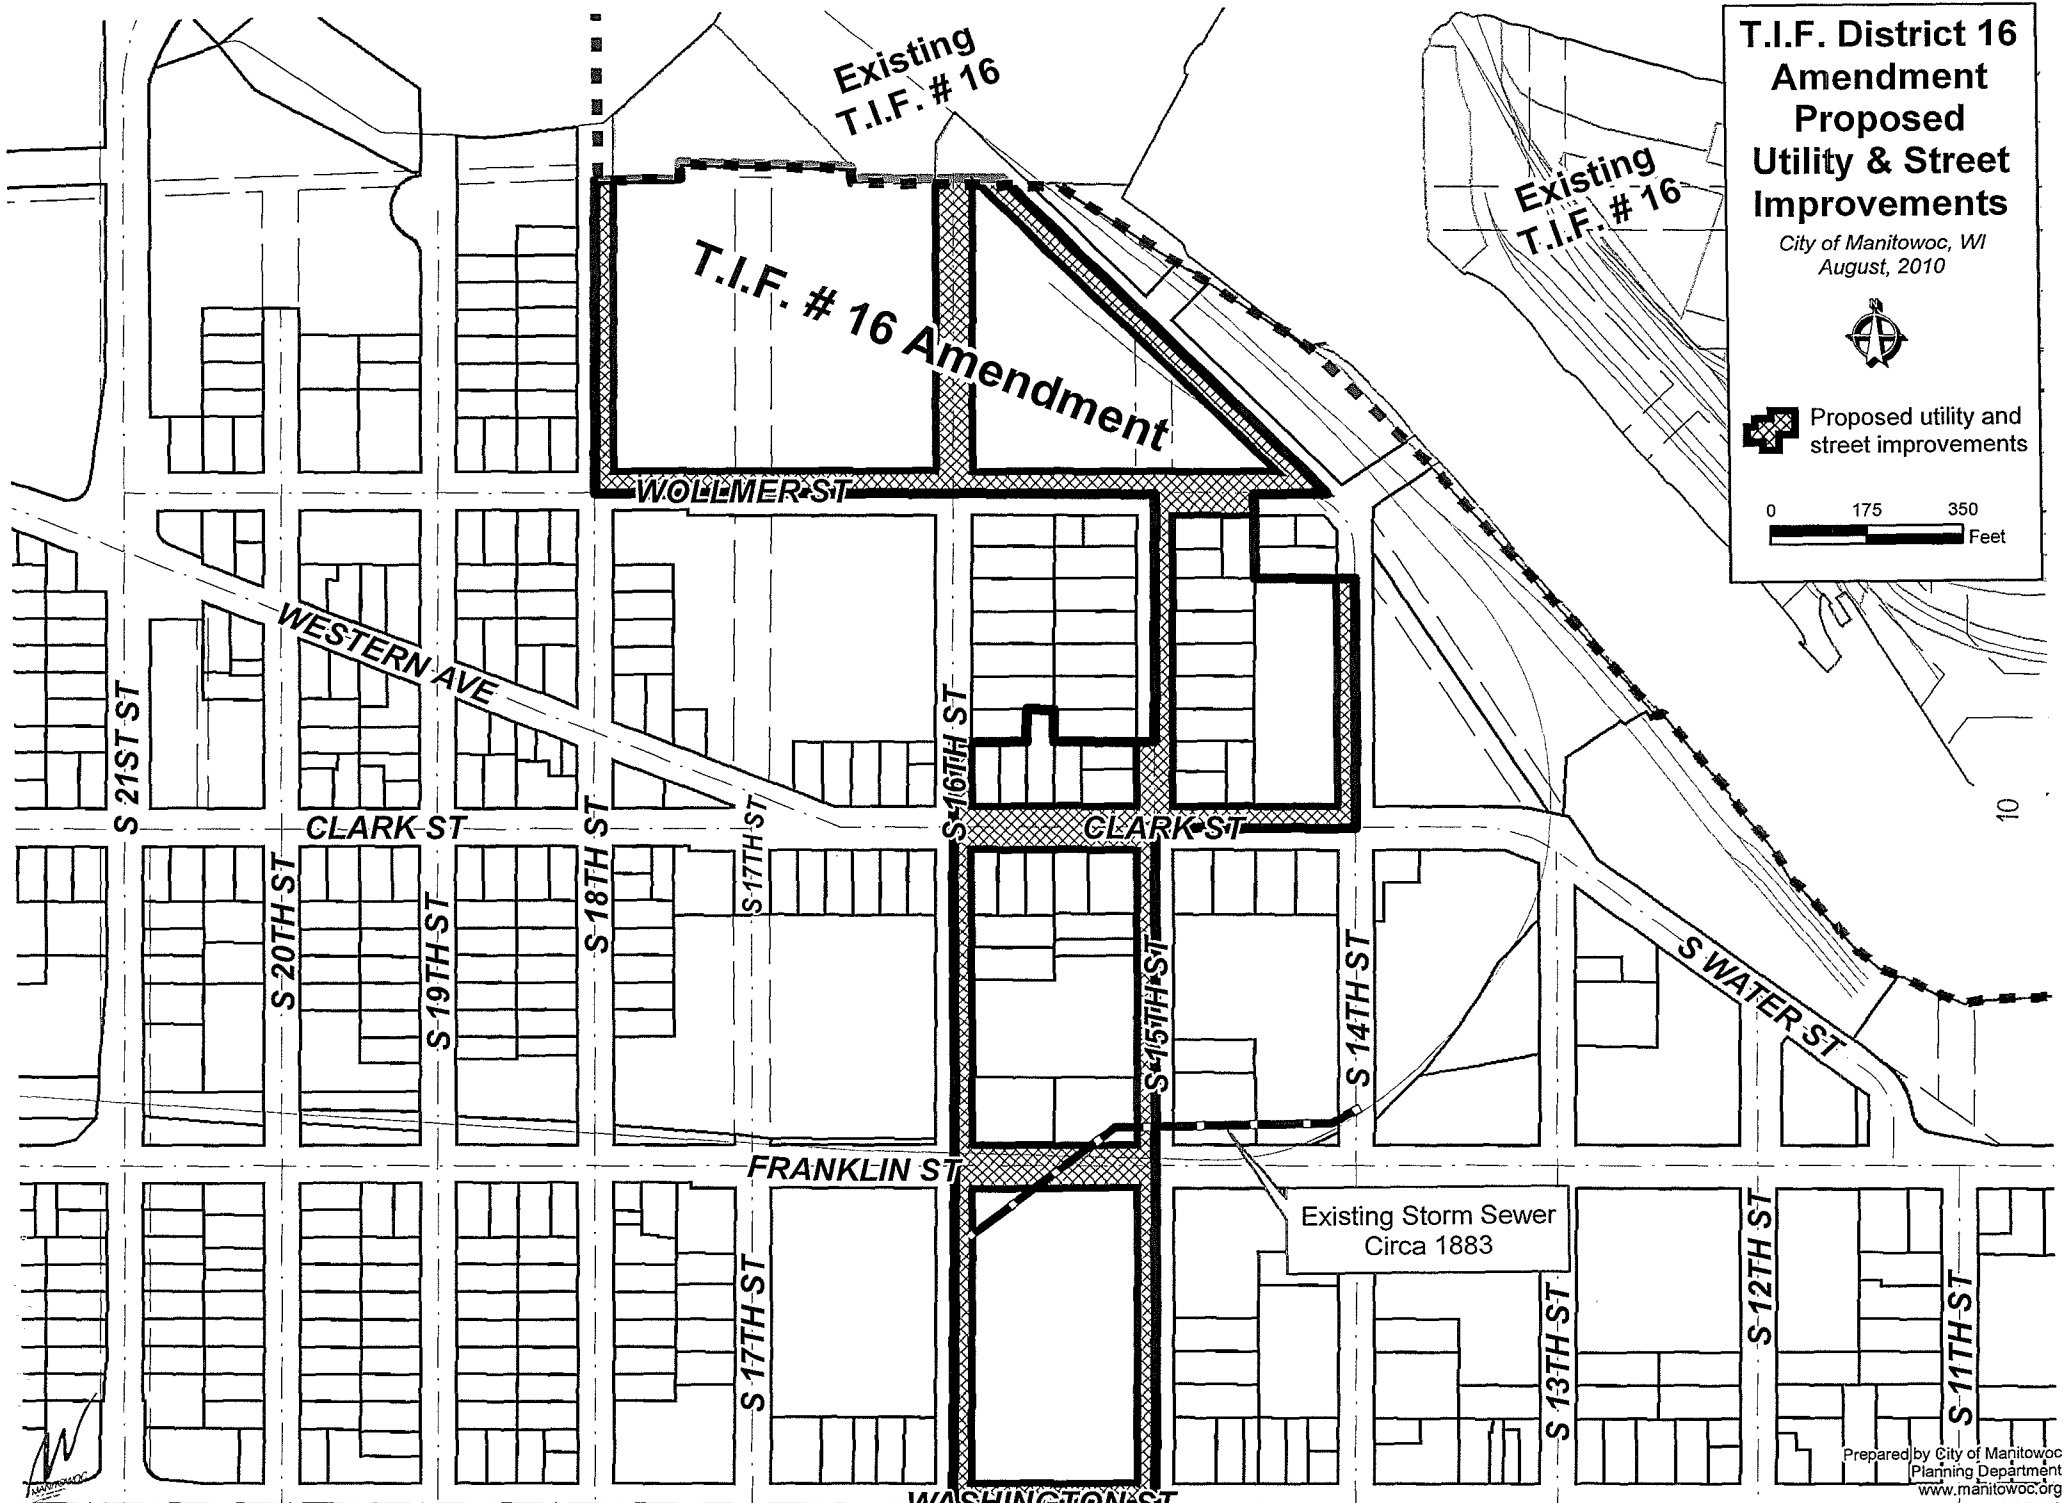 T.I.F. District 16
Amendment
Proposed
Utility & Street
Improvements
City of Manitowoc, WI
August, 2010
N
Proposed utility and
street improvements
0 175 350
Feet
Existing
T.I.F. # 16
Existing
T.I.F. # 16
T.I.F. # 16 Amendment
WOLLMER ST
WESTERN AVE
S 21ST ST
S 16TH ST
CLARK ST
CLARK ST
S 20TH ST
S 19TH ST
S 18TH ST
S 17TH ST
S 15TH ST
S 14TH ST
S WATER ST
10
FRANKLIN ST
Existing Storm Sewer
Circa 1883
S 17TH ST
S 13TH ST
S 12TH ST
S 11TH ST
WASHINGTON ST
MANITOWOC
Prepared by City of Manitowoc
Planning Department
www.manitowoc.org